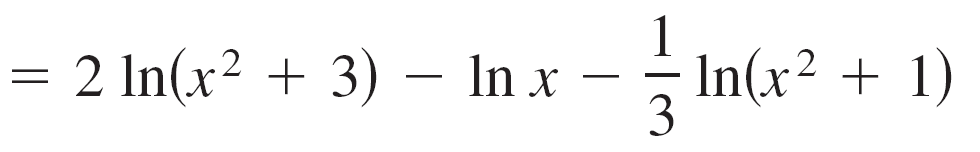 = 2 ln(x² + 3) − ln x − 1/3 ln(x² + 1)